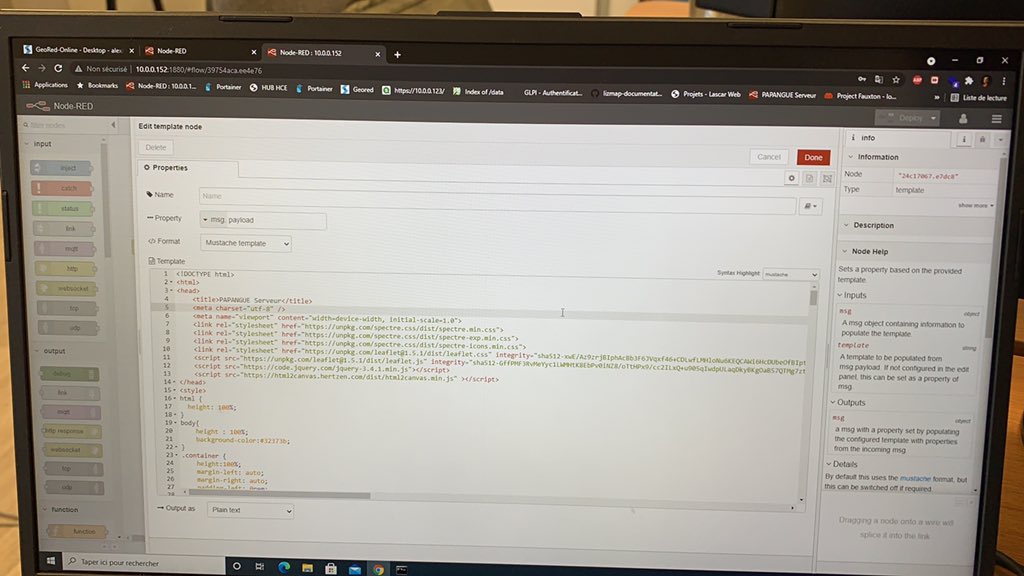 GeoRed-Online - Desktop - alex
Node-RED
Node-RED : 10.0.0.152
Non sécurisé
10.0.0.152:1880/#flow/39754aca.ee4e76
Applications
Bookmarks
Node-RED : 10.0.0.1...
Portainer
HUB HCE
Portainer
Geored
https://10.0.0.123/
Index of /data
GLPI - Authentificat...
lizmap-documentat...
Projets - Lascar Web
PAPANGUE Serveur
Project Fauxton - lo...
»
Liste de lecture
Node-RED
Deploy
filter nodes
input
inject
catch
status
link
mqtt
http
websocket
tcp
udp
output
debug
link
mqtt
http response
websocket
tcp
udp
function
function
Edit template node
Delete
Cancel
Done
Properties
Name
Name
Property
msg. payload
</> Format
Mustache template
Template
Syntax Highlight
mustache
1 <!DOCTYPE html>
2 <html>
3 <head>
4 <title>PAPANGUE Serveur</title>
5 <meta charset="utf-8" />
6 <meta name="viewport" content="width=device-width, initial-scale=1.0">
7 <link rel="stylesheet" href="https://unpkg.com/spectre.css/dist/spectre.min.css">
8 <link rel="stylesheet" href="https://unpkg.com/spectre.css/dist/spectre-exp.min.css">
9 <link rel="stylesheet" href="https://unpkg.com/spectre.css/dist/spectre-icons.min.css">
10 <link rel="stylesheet" href="https://unpkg.com/leaflet@1.5.1/dist/leaflet.css"
11 <script src="https://unpkg.com/leaflet@1.5.1/dist/leaflet.js"
12 <script src="https://code.jquery.com/jquery-3.4.1.min.js"></script>
13 <script src="https://html2canvas.hertzen.com/dist/html2canvas.min.js" ></script>
14 </head>
15 <style>
16 html {
17 height: 100%;
18 }
19 body{
20 height : 100%;
21 background-color:#32373b;
22 }
23 .container {
24 height:100%;
25 margin-left: auto;
26 margin-right: auto;
27
28
Output as
Plain text
info
Information
Node
"24c17067.e7dc8"
Type
template
show more
Description
Node Help
Sets a property based on the provided
template.
Inputs
msg
object
A msg object containing information to
populate the template.
template
string
A template to be populated from
msg.payload. If not configured in the edit
panel, this can be set as a property of
msg.
Outputs
msg
object
a msg with a property set by populating
the configured template with properties
from the incoming msg.
Details
By default this uses the mustache format, but
this can be switched off if required.
Dragging a node onto a wire will
splice it into the link
Taper ici pour rechercher